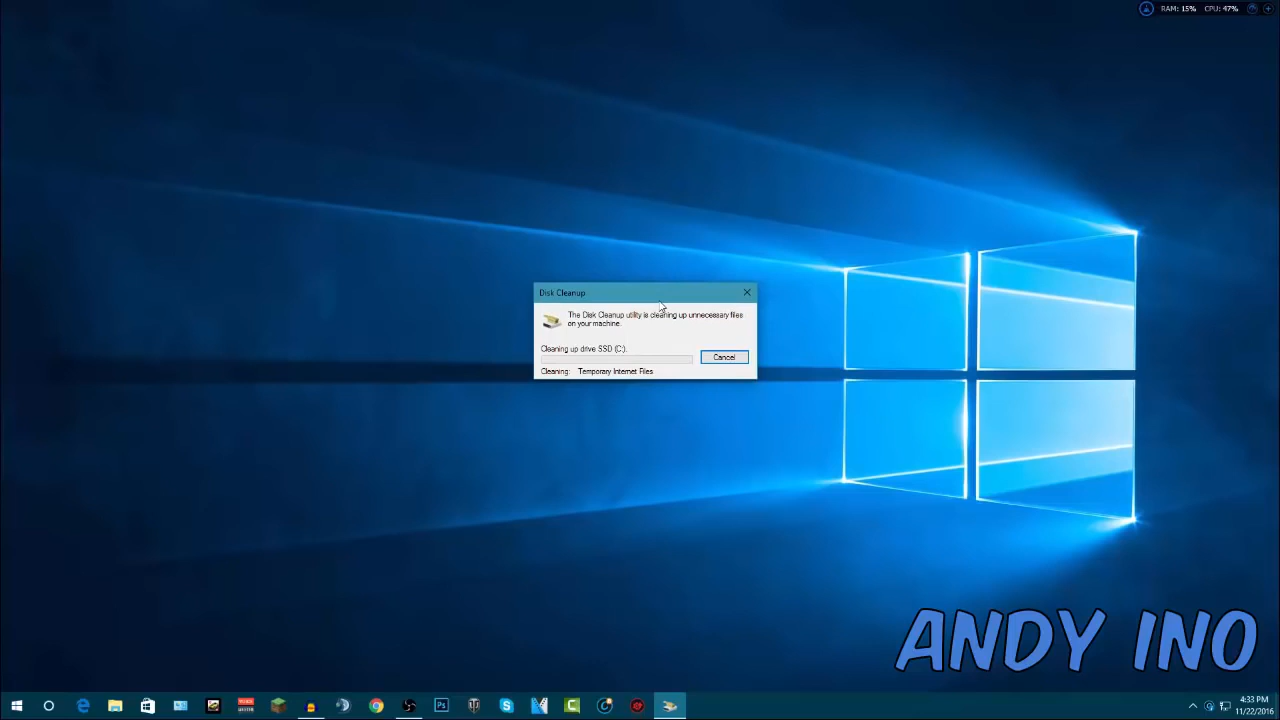 RAM: 15% CPU: 47%
Disk Cleanup
The Disk Cleanup utility is cleaning up unnecessary files
on your machine.
Cleaning up drive SSD (C:).
Cancel
Cleaning: Temporary Internet Files
ANDY INO
Ps
4:33 PM
11/22/2016